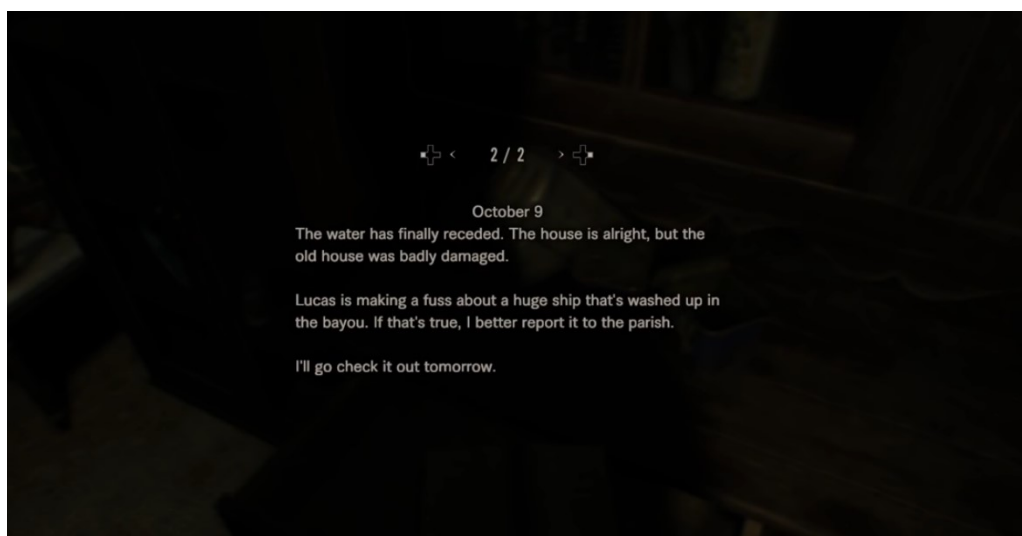 < 2/2 >
October 9
The water has finally receded. The house is alright, but the
old house was badly damaged.
Lucas is making a fuss about a huge ship that's washed up in
the bayou. If that's true, I better report it to the parish.
I'll go check it out tomorrow.